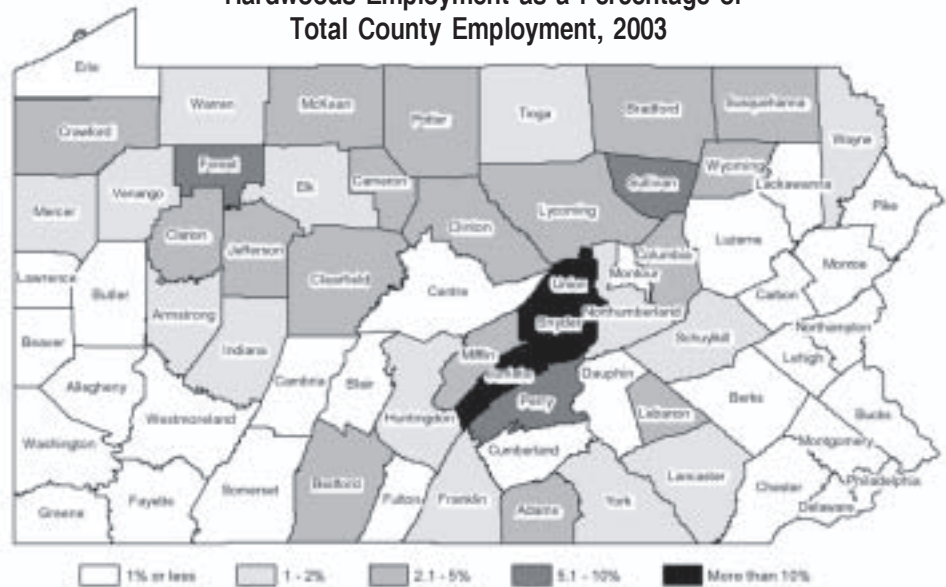 Hardwoods Employment as a Percentage of
Total County Employment, 2003
Erie
Warren
McKean
Potter
Tioga
Bradford
Susquehanna
Crawford
Wayne
Forest
Wyoming
Sullivan
Lackawanna
Elk
Cameron
Venango
Mercer
Lycoming
Pike
Clarion
Clinton
Jefferson
Luzerne
Columbia
Monroe
Montour
Lawrence
Clearfield
Union
Centre
Butler
Carbon
Armstrong
Northumberland
Snyder
Northampton
Schuylkill
Beaver
Indiana
Mifflin
Lehigh
Juniata
Dauphin
Cambria
Blair
Allegheny
Berks
Perry
Lebanon
Bucks
Huntingdon
Westmoreland
Washington
Montgomery
Cumberland
Lancaster
Philadelphia
Bedford
Chester
Somerset
Fulton
Franklin
York
Fayette
Adams
Delaware
Greene
1% or less 1 - 2% 2.1 - 5% 5.1 - 10% More than 10%